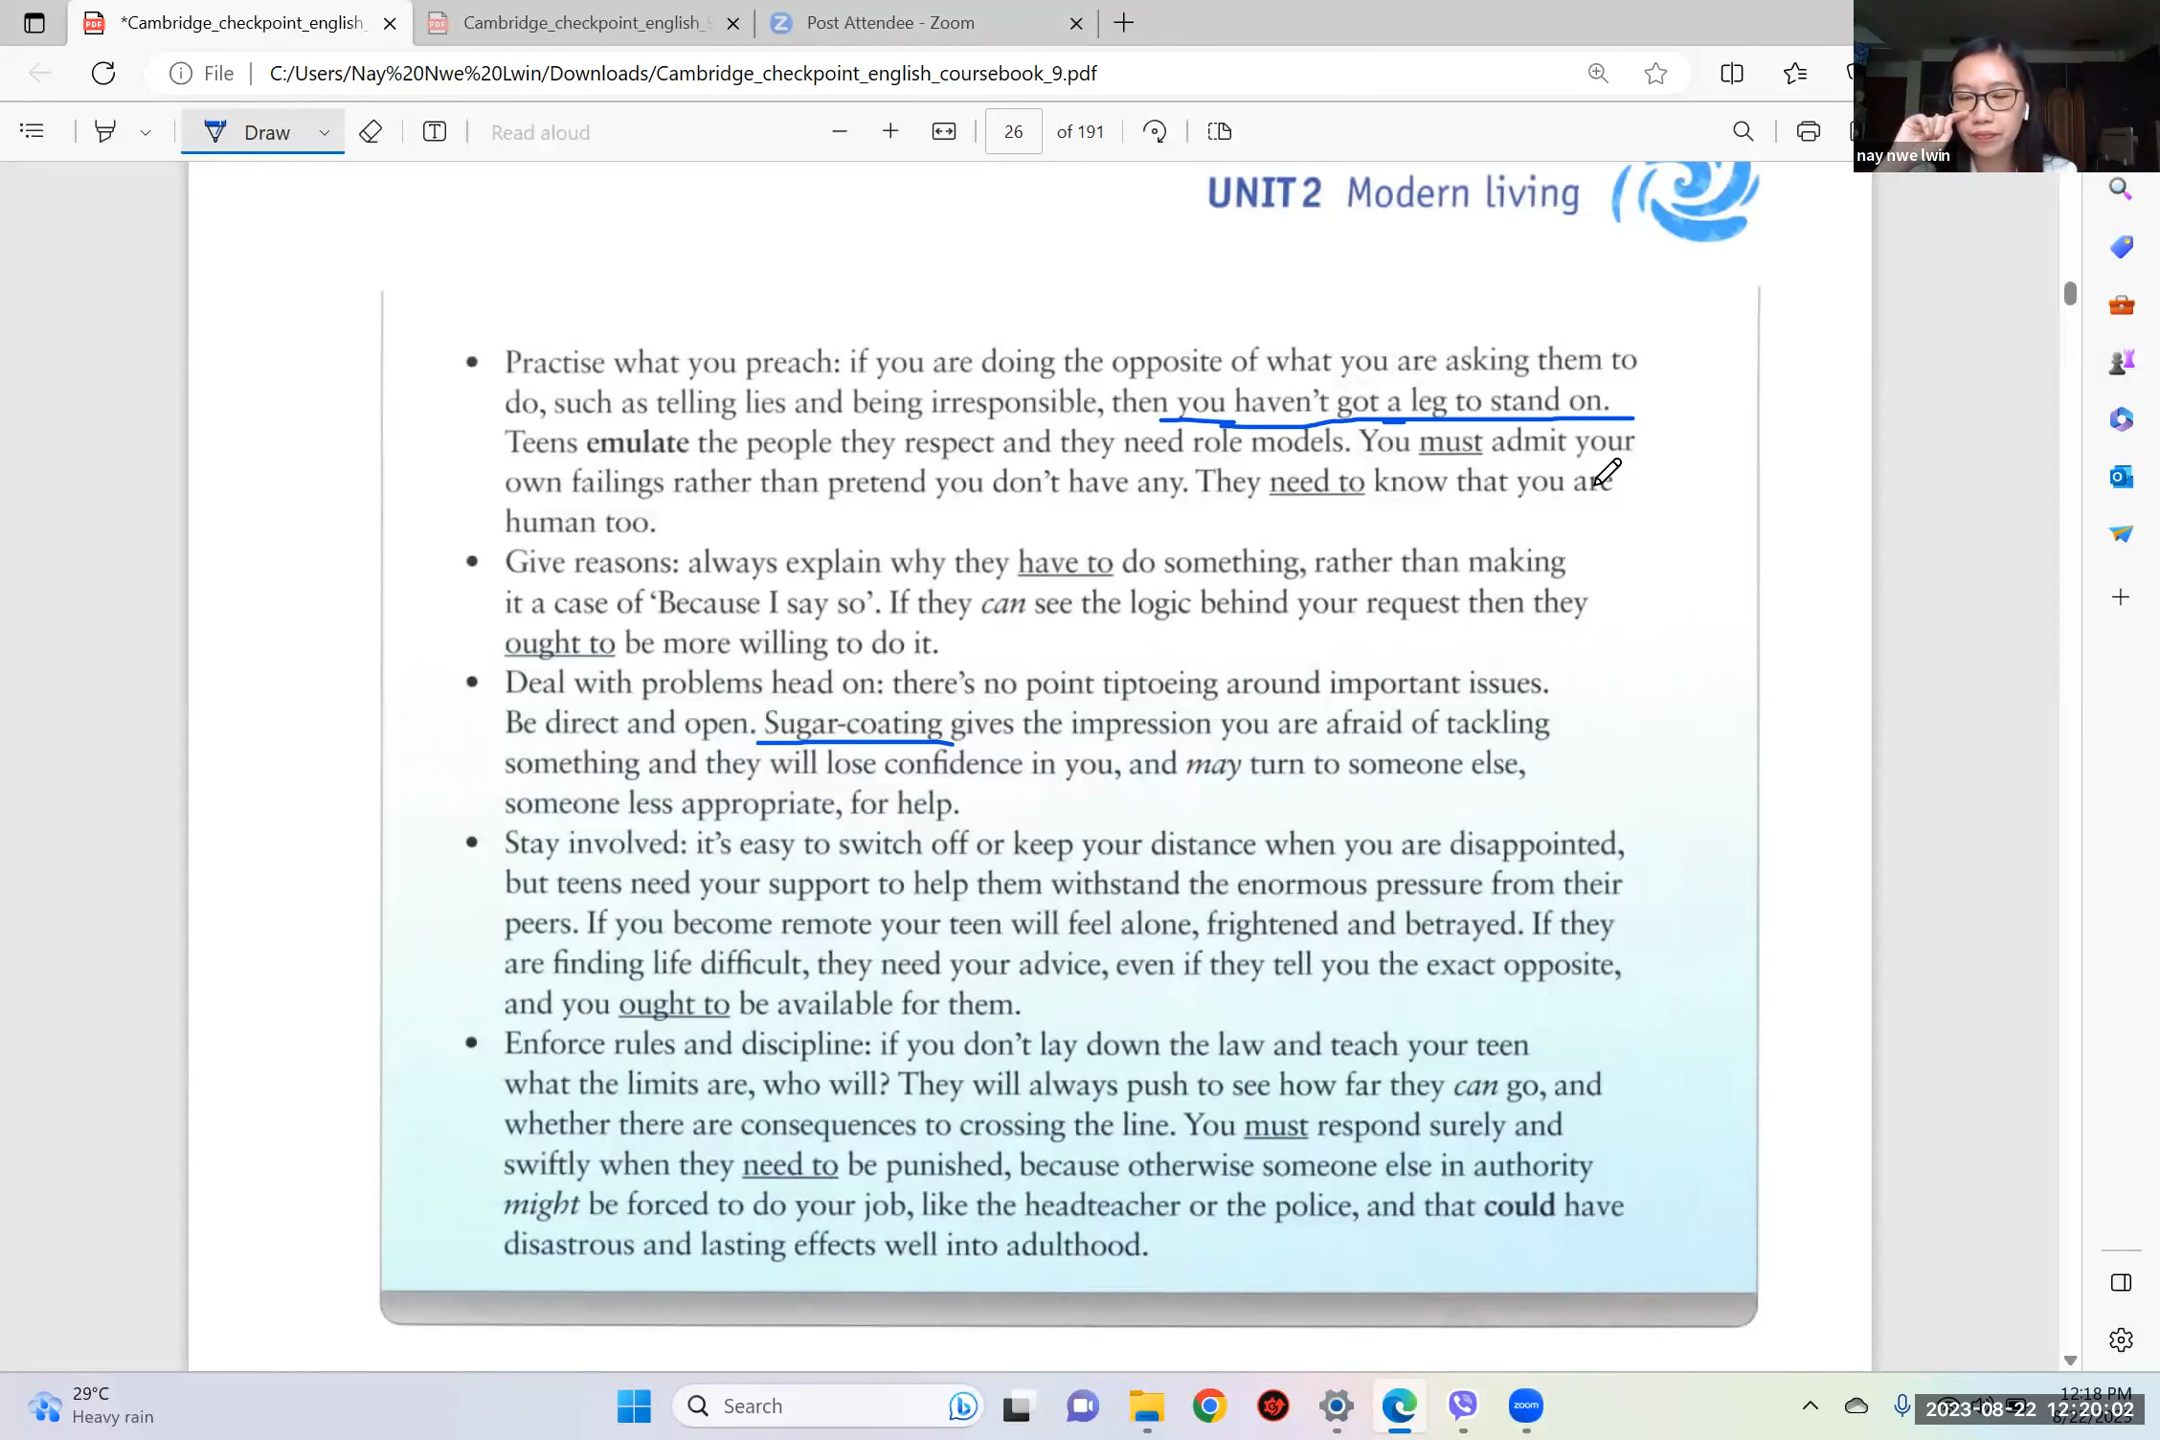 *Cambridge_checkpoint_english_
Cambridge_checkpoint_english_9
Post Attendee - Zoom
File
C:/Users/Nay%20Nwe%20Lwin/Downloads/Cambridge_checkpoint_english_coursebook_9.pdf
Draw
Read aloud
26 of 191
nay nwe lwin
UNIT 2 Modern living
• Practise what you preach: if you are doing the opposite of what you are asking them to
do, such as telling lies and being irresponsible, then you haven't got a leg to stand on.
Teens emulate the people they respect and they need role models. You must admit your
own failings rather than pretend you don't have any. They need to know that you are
human too.
• Give reasons: always explain why they have to do something, rather than making
it a case of 'Because I say so'. If they can see the logic behind your request then they
ought to be more willing to do it.
• Deal with problems head on: there's no point tiptoeing around important issues.
Be direct and open. Sugar-coating gives the impression you are afraid of tackling
something and they will lose confidence in you, and may turn to someone else,
someone less appropriate, for help.
• Stay involved: it's easy to switch off or keep your distance when you are disappointed,
but teens need your support to help them withstand the enormous pressure from their
peers. If you become remote your teen will feel alone, frightened and betrayed. If they
are finding life difficult, they need your advice, even if they tell you the exact opposite,
and you ought to be available for them.
• Enforce rules and discipline: if you don't lay down the law and teach your teen
what the limits are, who will? They will always push to see how far they can go, and
whether there are consequences to crossing the line. You must respond surely and
swiftly when they need to be punished, because otherwise someone else in authority
might be forced to do your job, like the headteacher or the police, and that could have
disastrous and lasting effects well into adulthood.
29°C
Heavy rain
Search
zoom
12:18 PM
2023-08-22 12:20:02